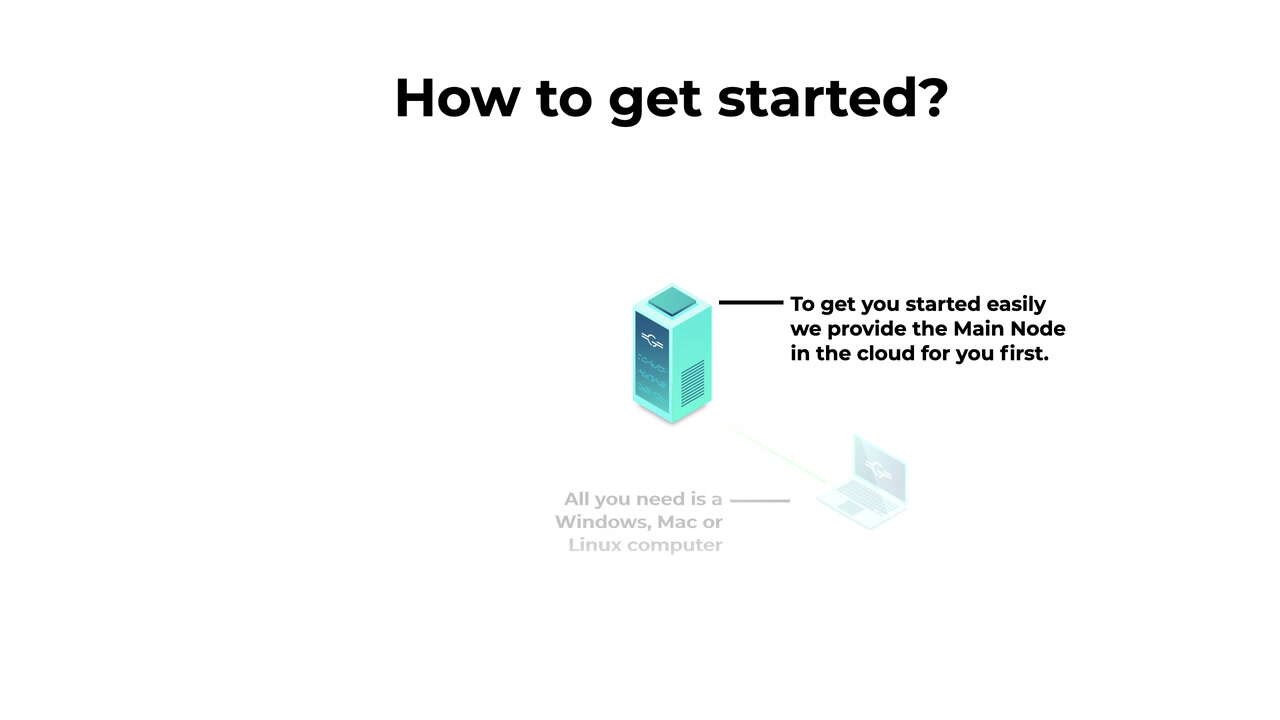 How to get started?
To get you started easily
we provide the Main Node
in the cloud for you first.
All you need is a
Windows, Mac or
Linux computer